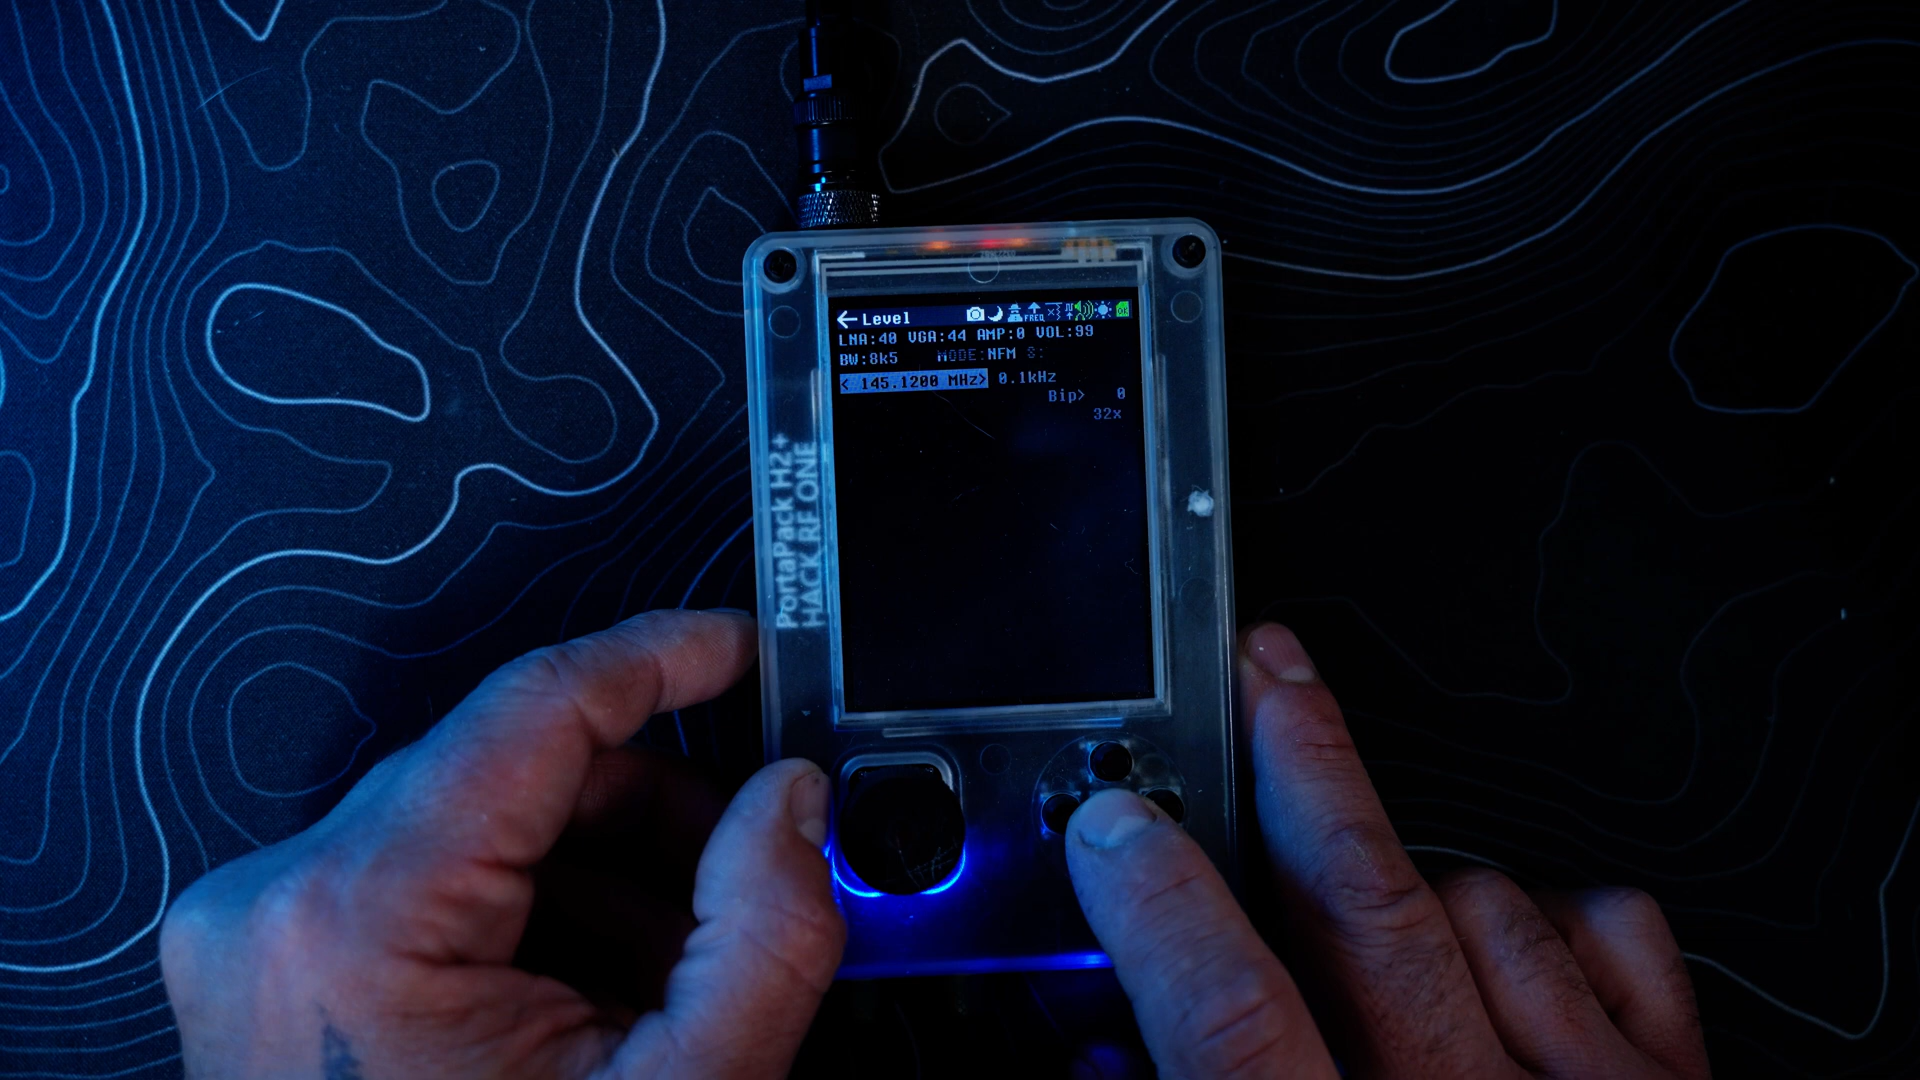 Level
FREQ
LNA:40 VGA:44 AMP:0 VOL:99
BW:8k5 MODE:NFM
< 145.1200 MHz> 0.1kHz
Bip> 0
32x
PortaPack H2+
HACK RF ONE